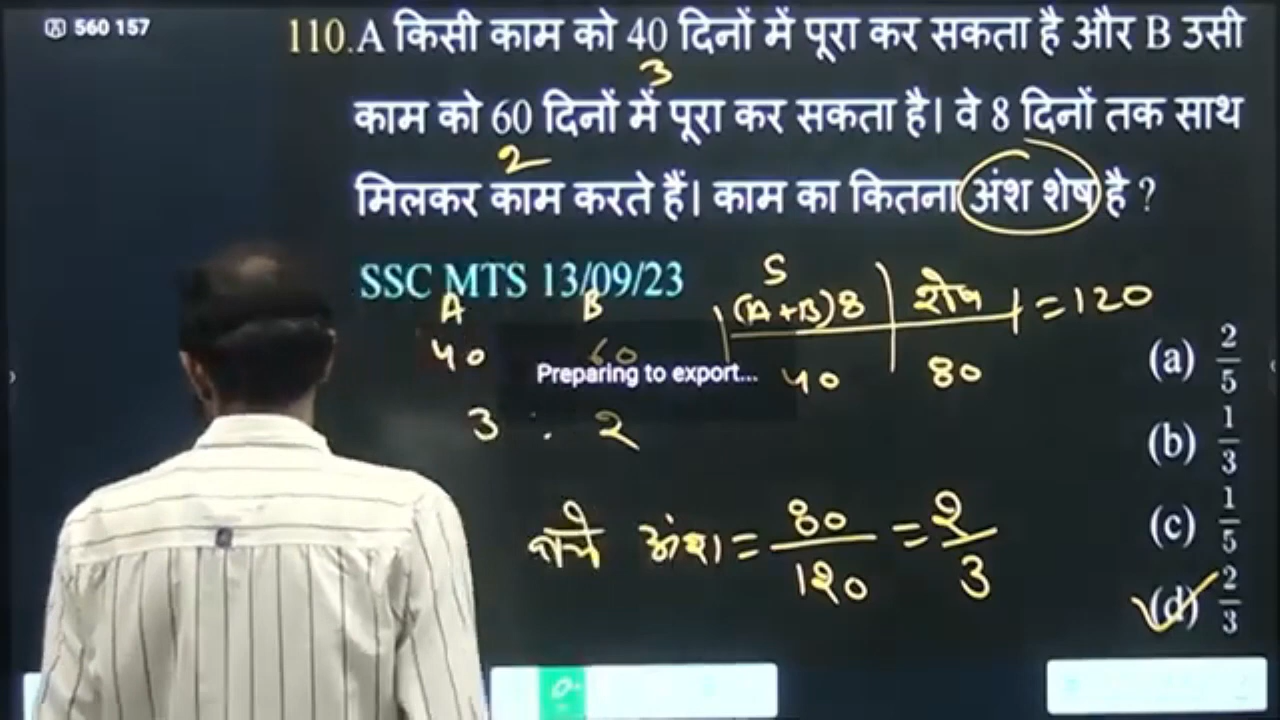 560 157
110.A किसी काम को 40 दिनों में पूरा कर सकता है और B उसी
3
काम को 60 दिनों में पूरा कर सकता है। वे 8 दिनों तक साथ
2
मिलकर काम करते हैं। काम का कितना अंश शेष है ?
SSC MTS 13/09/23
A B
40 60
3 : 2
5
(A+B)8 शेष = 120
40 80
Preparing to export...
अंश = 80/120 = 2/3
(a) 2/5
(b) 1/3
(c) 1/5
(d) 2/3